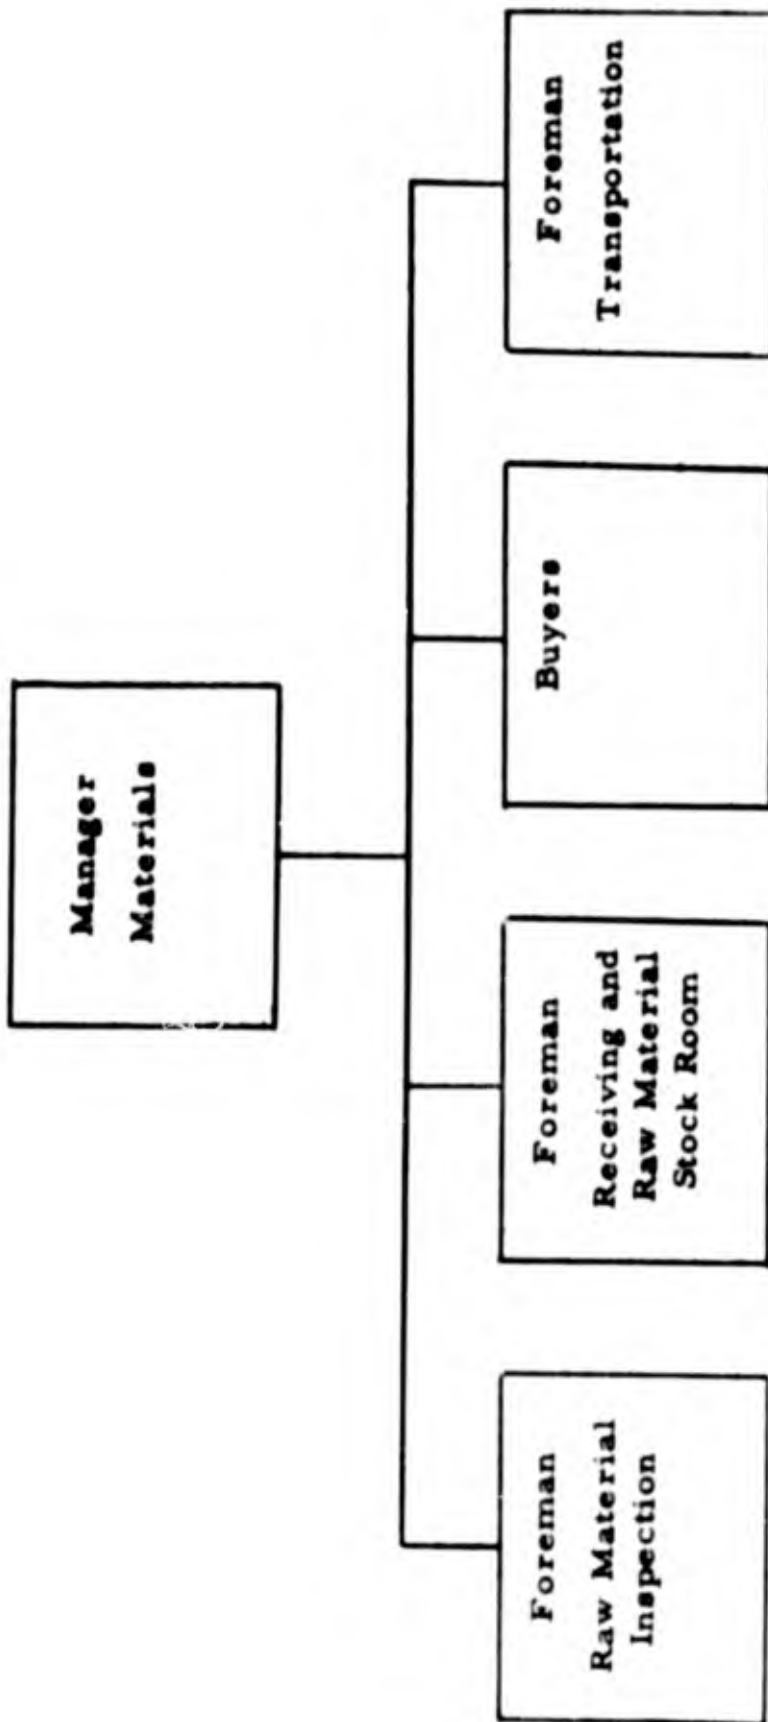 Manager
Materials
Foreman
Raw Material
Inspection
Foreman
Receiving and
Raw Material
Stock Room
Buyers
Foreman
Transportation